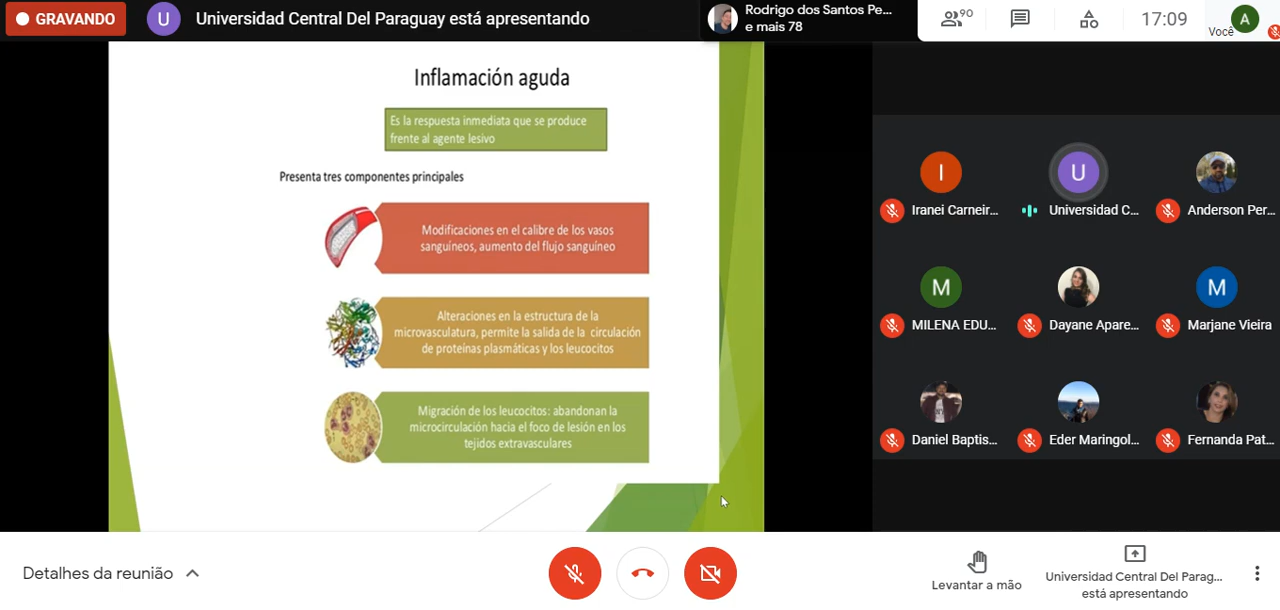 GRAVANDO
U
Universidad Central Del Paraguay está apresentando
Rodrigo dos Santos Pe...
e mais 78
90
17:09
Você
A
Inflamación aguda
Es la respuesta inmediata que se produce
frente al agente lesivo
Presenta tres componentes principales
Modificaciones en el calibre de los vasos
sanguíneos, aumento del flujo sanguíneo
Alteraciones en la estructura de la
microvasculatura, permite la salida de la circulación
de proteínas plasmáticas y los leucocitos
Migración de los leucocitos: abandonan la
microcirculación hacia el foco de lesión en los
tejidos extravasculares
I
U
Iranei Carneir...
Universidad C...
Anderson Per...
M
M
MILENA EDU...
Dayane Apare...
Marjane Vieira
Daniel Baptis...
Eder Maringol...
Fernanda Pat...
Detalhes da reunião
Levantar a mão
Universidad Central Del Parag...
está apresentando